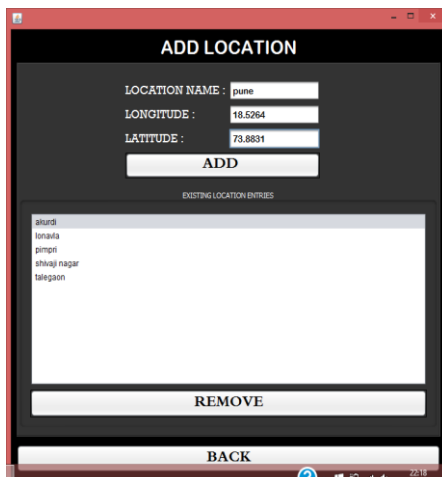 ADD LOCATION
LOCATION NAME : pune
LONGITUDE : 18.5264
LATITUDE : 73.8831
ADD
EXISTING LOCATION ENTRIES
akurdi
lonavla
pimpri
shivaji nagar
talegaon
REMOVE
BACK
22:18